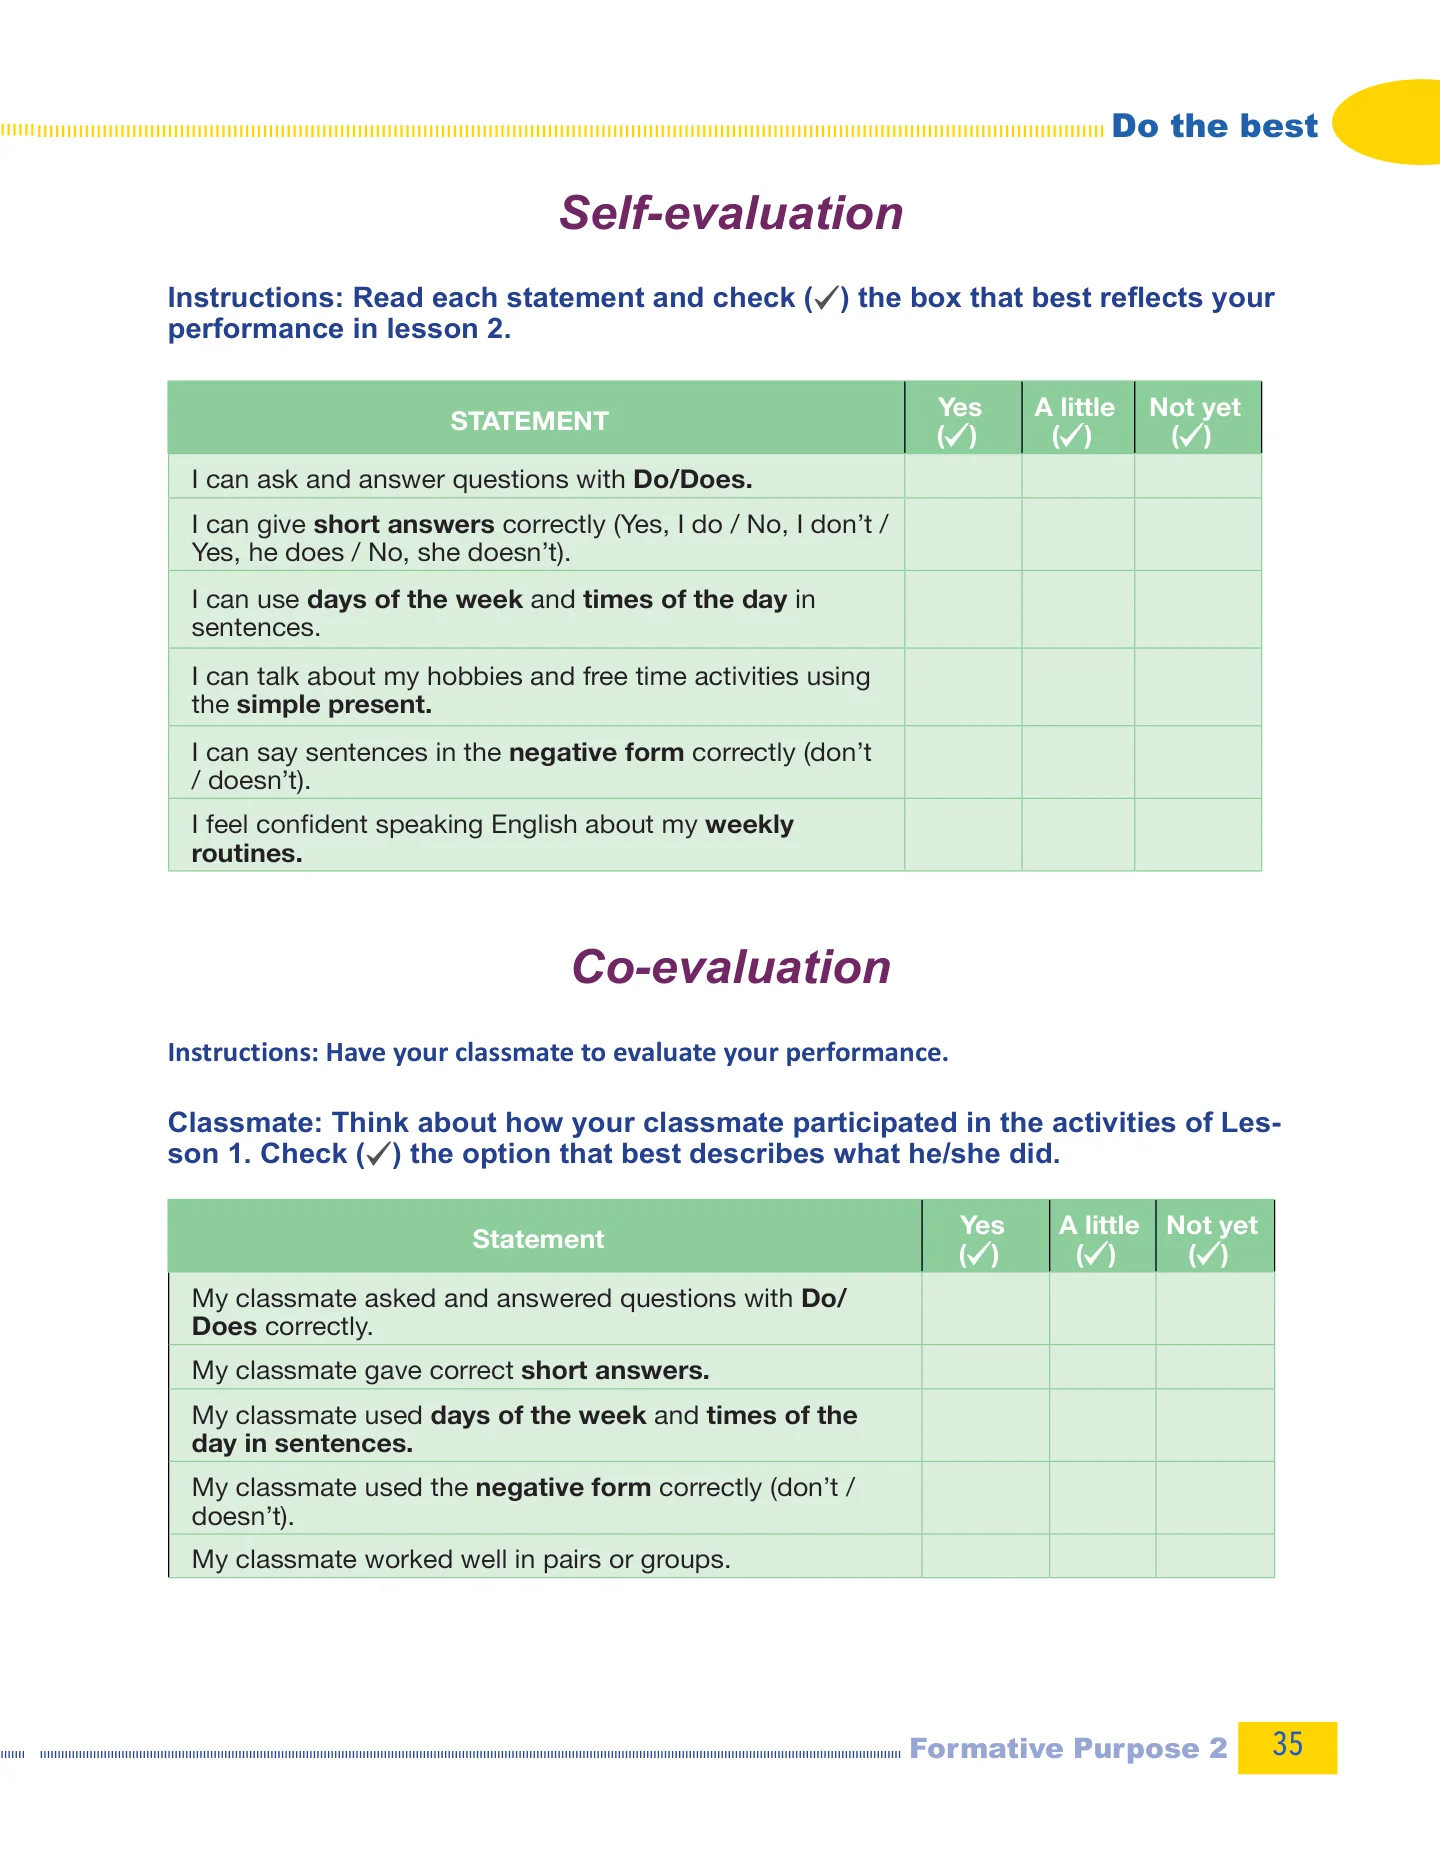 Do the best
Self-evaluation
Instructions: Read each statement and check (✓) the box that best reflects your
performance in lesson 2.
STATEMENT
Yes
(✓)
A little
(✓)
Not yet
(✓)
I can ask and answer questions with Do/Does.
I can give short answers correctly (Yes, I do / No, I don’t /
Yes, he does / No, she doesn’t).
I can use days of the week and times of the day in
sentences.
I can talk about my hobbies and free time activities using
the simple present.
I can say sentences in the negative form correctly (don’t
/ doesn’t).
I feel confident speaking English about my weekly
routines.
Co-evaluation
Instructions: Have your classmate to evaluate your performance.
Classmate: Think about how your classmate participated in the activities of Les-
son 1. Check (✓) the option that best describes what he/she did.
Statement
Yes
(✓)
A little
(✓)
Not yet
(✓)
My classmate asked and answered questions with Do/
Does correctly.
My classmate gave correct short answers.
My classmate used days of the week and times of the
day in sentences.
My classmate used the negative form correctly (don’t /
doesn’t).
My classmate worked well in pairs or groups.
Formative Purpose 2
35